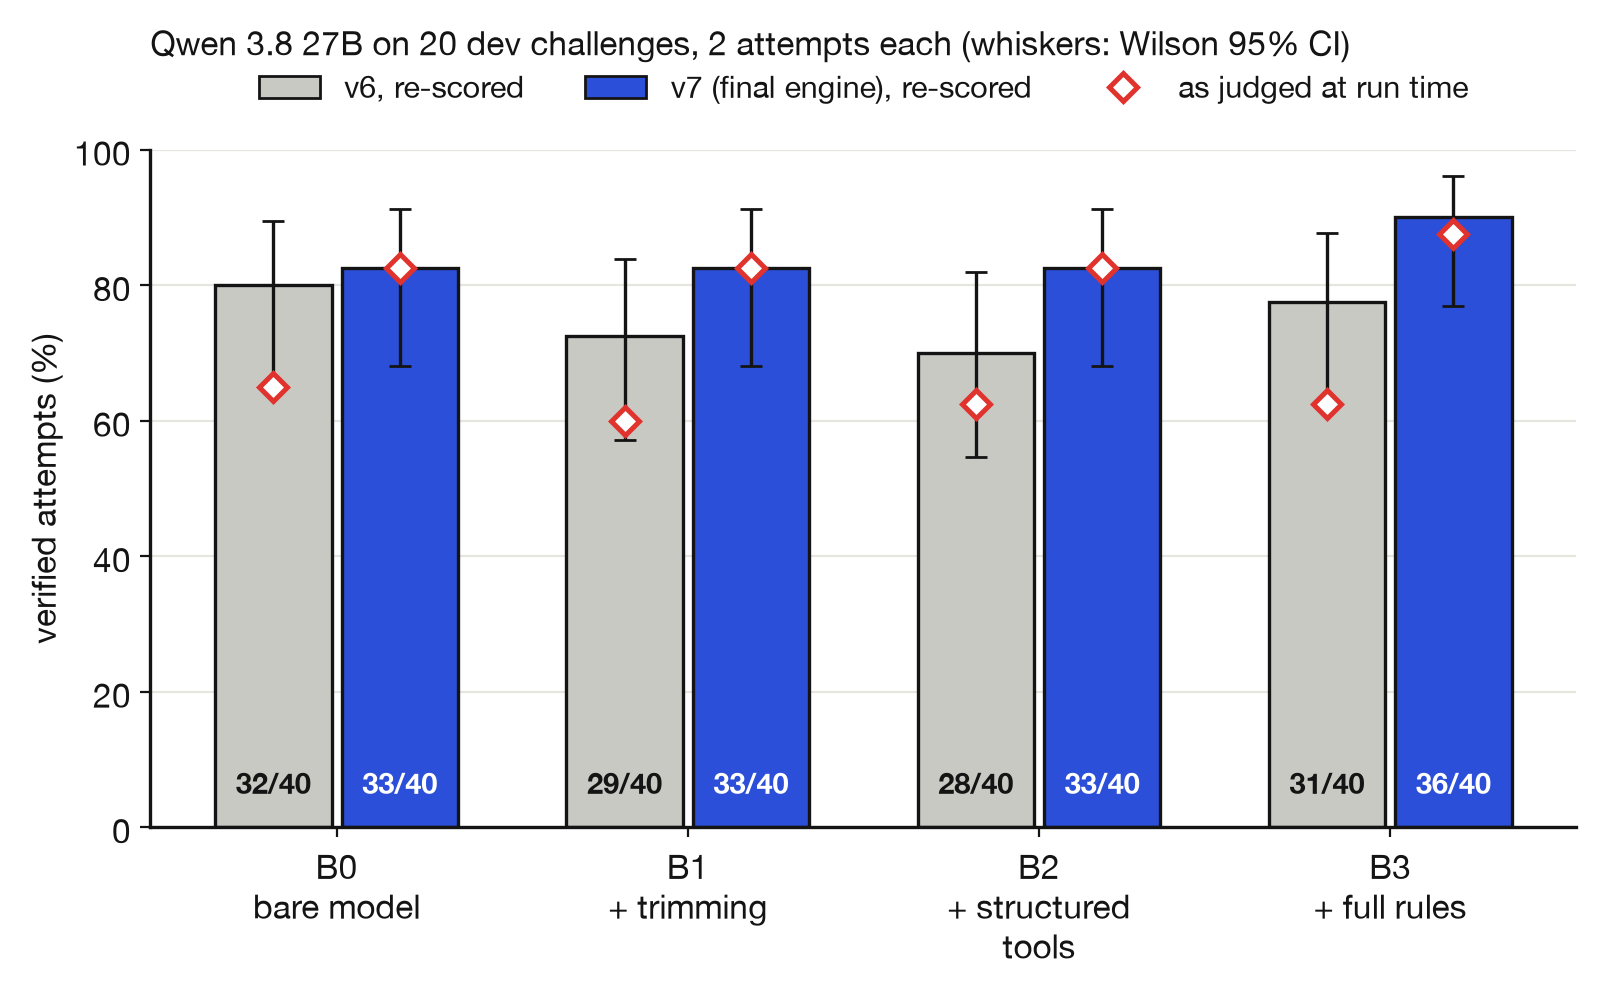 Qwen 3.8 27B on 20 dev challenges, 2 attempts each (whiskers: Wilson 95% CI)
v6, re-scored
v7 (final engine), re-scored
as judged at run time
verified attempts (%)
100
80
60
40
20
0
32/40
33/40
29/40
33/40
28/40
33/40
31/40
36/40
B0
bare model
B1
+ trimming
B2
+ structured
tools
B3
+ full rules